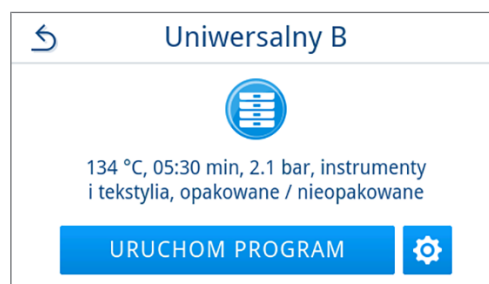 Uniwersalny B
134 °C, 05:30 min, 2.1 bar, instrumenty
i tekstylia, opakowane / nieopakowane
URUCHOM PROGRAM